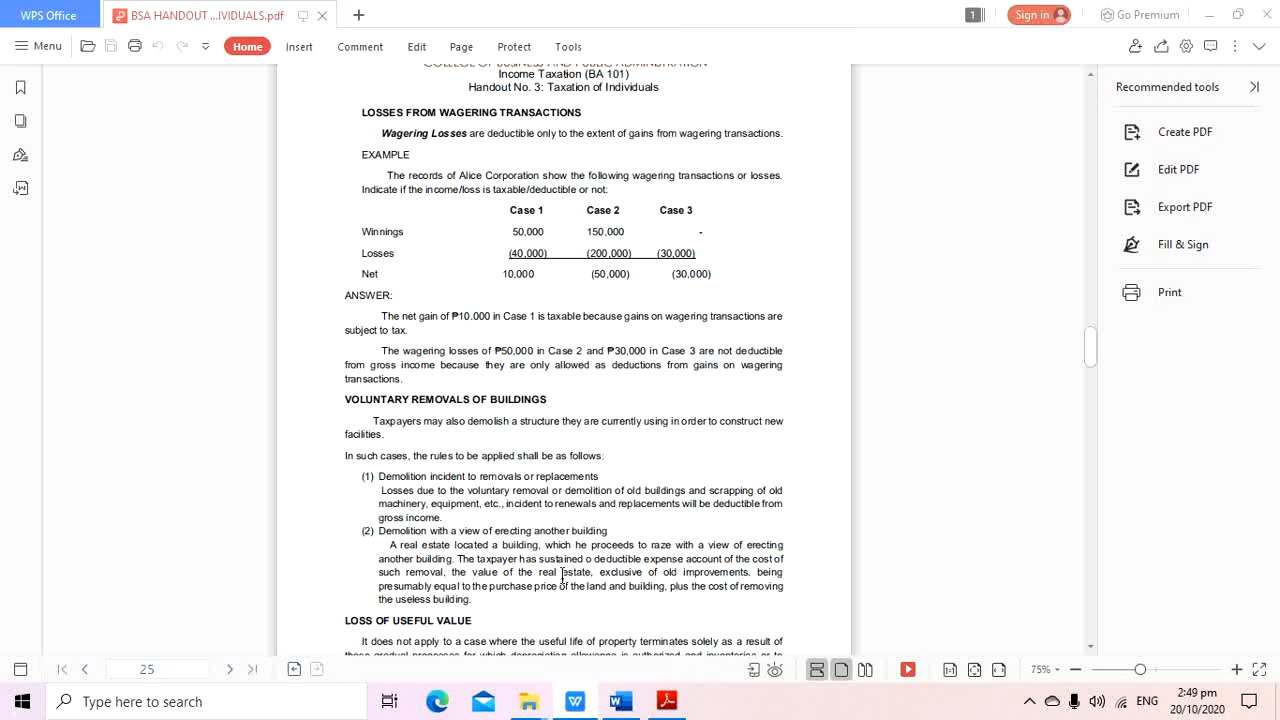 WPS Office
BSA HANDOUT ...IVIDUALS.pdf
1
Sign in
Go Premium
Menu
Home
Insert
Comment
Edit
Page
Protect
Tools
COLLEGE OF BUSINESS AND PUBLIC ADMINISTRATION
Income Taxation (BA 101)
Handout No. 3: Taxation of Individuals
LOSSES FROM WAGERING TRANSACTIONS
Wagering Losses are deductible only to the extent of gains from wagering transactions.
EXAMPLE
The records of Alice Corporation show the following wagering transactions or losses.
Indicate if the income/loss is taxable/deductible or not:
Case 1 Case 2 Case 3
Winnings 50,000 150,000 -
Losses (40,000) (200,000) (30,000)
Net 10,000 (50,000) (30,000)
ANSWER:
The net gain of ₱10.000 in Case 1 is taxable because gains on wagering transactions are
subject to tax.
The wagering losses of ₱50,000 in Case 2 and ₱30,000 in Case 3 are not deductible
from gross income because they are only allowed as deductions from gains on wagering
transactions.
VOLUNTARY REMOVALS OF BUILDINGS
Taxpayers may also demolish a structure they are currently using in order to construct new
facilities.
In such cases, the rules to be applied shall be as follows:
(1) Demolition incident to removals or replacements
Losses due to the voluntary removal or demolition of old buildings and scrapping of old
machinery, equipment, etc., incident to renewals and replacements will be deductible from
gross income.
(2) Demolition with a view of erecting another building
A real estate located a building, which he proceeds to raze with a view of erecting
another building. The taxpayer has sustained o deductible expense account of the cost of
such removal, the value of the real estate, exclusive of old improvements, being
presumably equal to the purchase price of the land and building, plus the cost of removing
the useless building.
LOSS OF USEFUL VALUE
It does not apply to a case where the useful life of property terminates solely as a result of
those gradual processes for which depreciation allowance is authorized and inventories or to
Recommended tools
Create PDF
Edit PDF
Export PDF
Fill & Sign
Print
25
75%
Type here to search
ENG
2:49 pm
20/10/2020